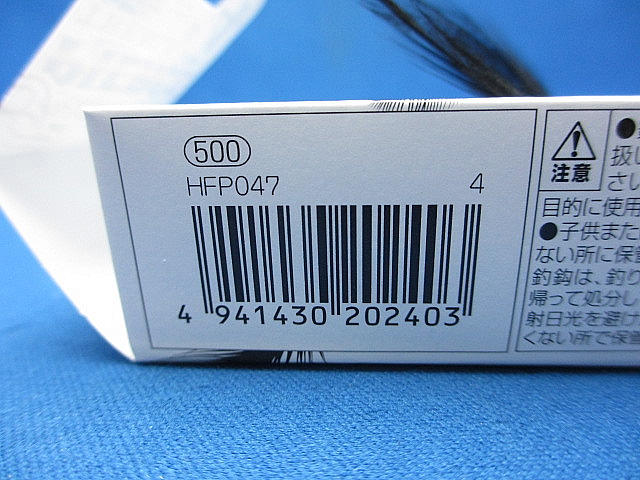 500
HFP047 4
4 941430 202403
注意
扱い
さい
目的に使用
●子供また
ない所に保管
釣鈎は、釣り
帰って処分し
射日光を避け
くない所で保管